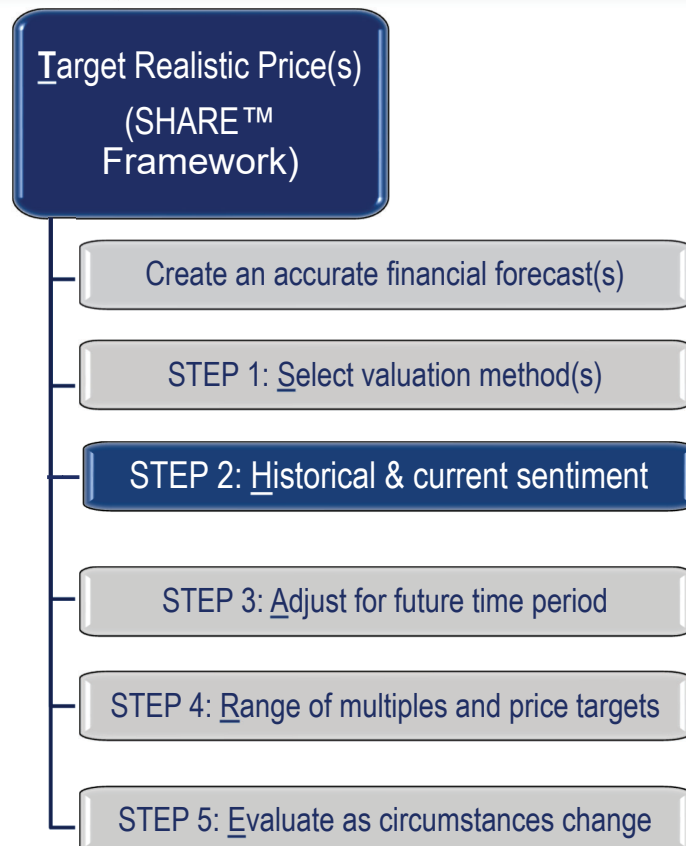 Target Realistic Price(s)
(SHARE™
Framework)
Create an accurate financial forecast(s)
STEP 1: Select valuation method(s)
STEP 2: Historical & current sentiment
STEP 3: Adjust for future time period
STEP 4: Range of multiples and price targets
STEP 5: Evaluate as circumstances change